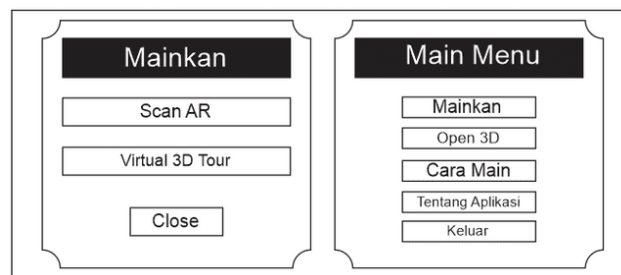 Mainkan
Scan AR
Virtual 3D Tour
Close
Main Menu
Mainkan
Open 3D
Cara Main
Tentang Aplikasi
Keluar